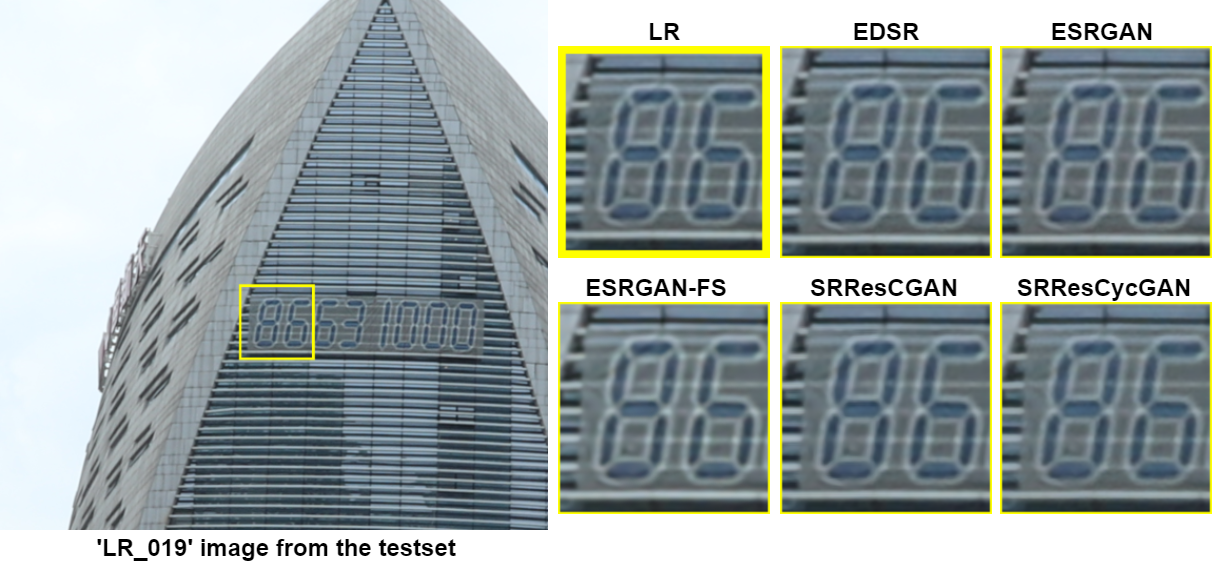 LR EDSR ESRGAN
86 86 86
ESRGAN-FS SRResCGAN SRResCycGAN
86 86 86
86631000
'LR_019' image from the testset